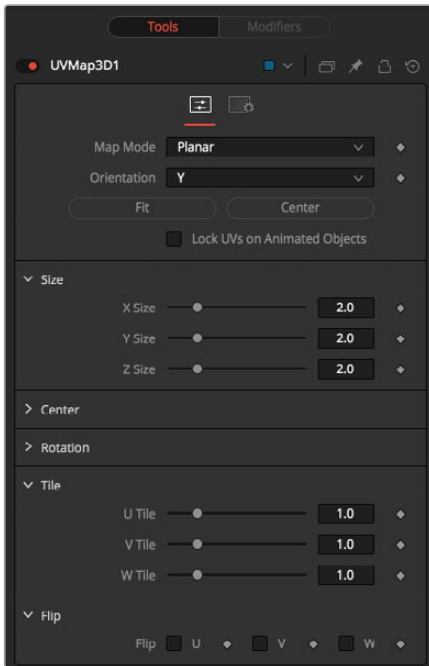 Tools Modifiers
UVMap3D1
Map Mode Planar
Orientation Y
Fit Center
Lock UVs on Animated Objects
Size
X Size 2.0
Y Size 2.0
Z Size 2.0
Center
Rotation
Tile
U Tile 1.0
V Tile 1.0
W Tile 1.0
Flip
Flip U V W